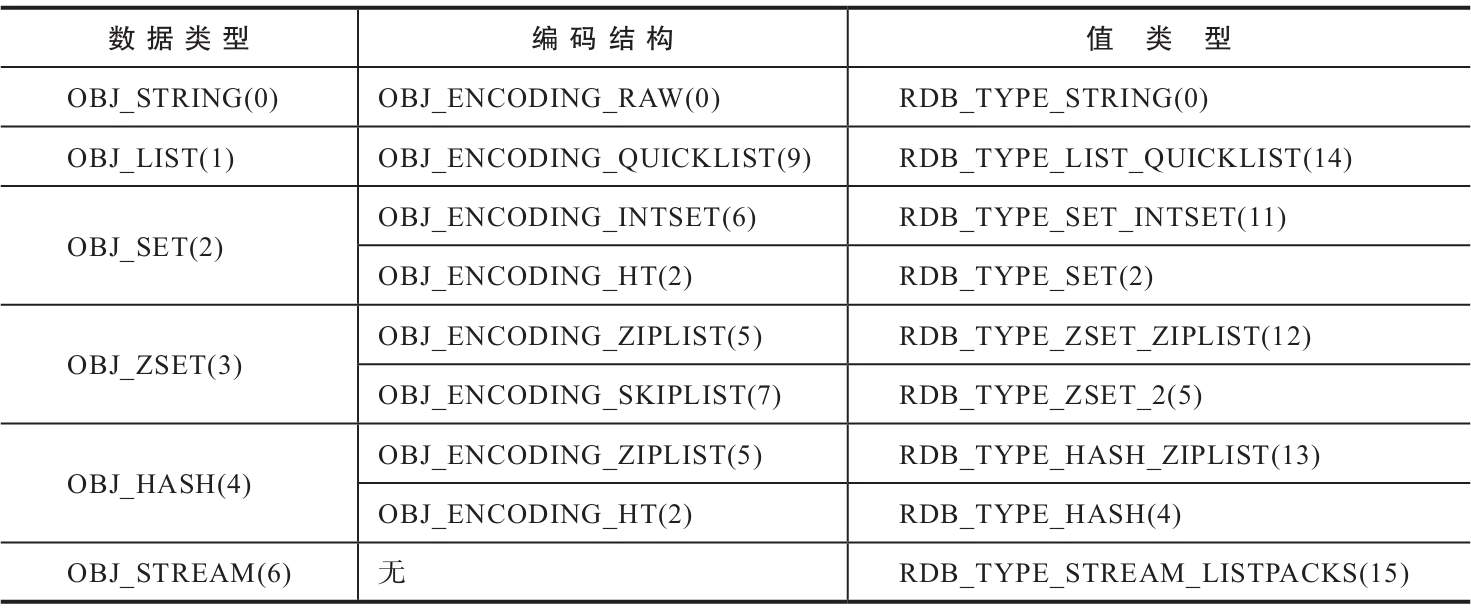 数据类型 编码结构 值类型
OBJ_STRING(0) OBJ_ENCODING_RAW(0) RDB_TYPE_STRING(0)
OBJ_LIST(1) OBJ_ENCODING_QUICKLIST(9) RDB_TYPE_LIST_QUICKLIST(14)
OBJ_SET(2) OBJ_ENCODING_INTSET(6) RDB_TYPE_SET_INTSET(11)
OBJ_ENCODING_HT(2) RDB_TYPE_SET(2)
OBJ_ZSET(3) OBJ_ENCODING_ZIPLIST(5) RDB_TYPE_ZSET_ZIPLIST(12)
OBJ_ENCODING_SKIPLIST(7) RDB_TYPE_ZSET_2(5)
OBJ_HASH(4) OBJ_ENCODING_ZIPLIST(5) RDB_TYPE_HASH_ZIPLIST(13)
OBJ_ENCODING_HT(2) RDB_TYPE_HASH(4)
OBJ_STREAM(6) 无 RDB_TYPE_STREAM_LISTPACKS(15)